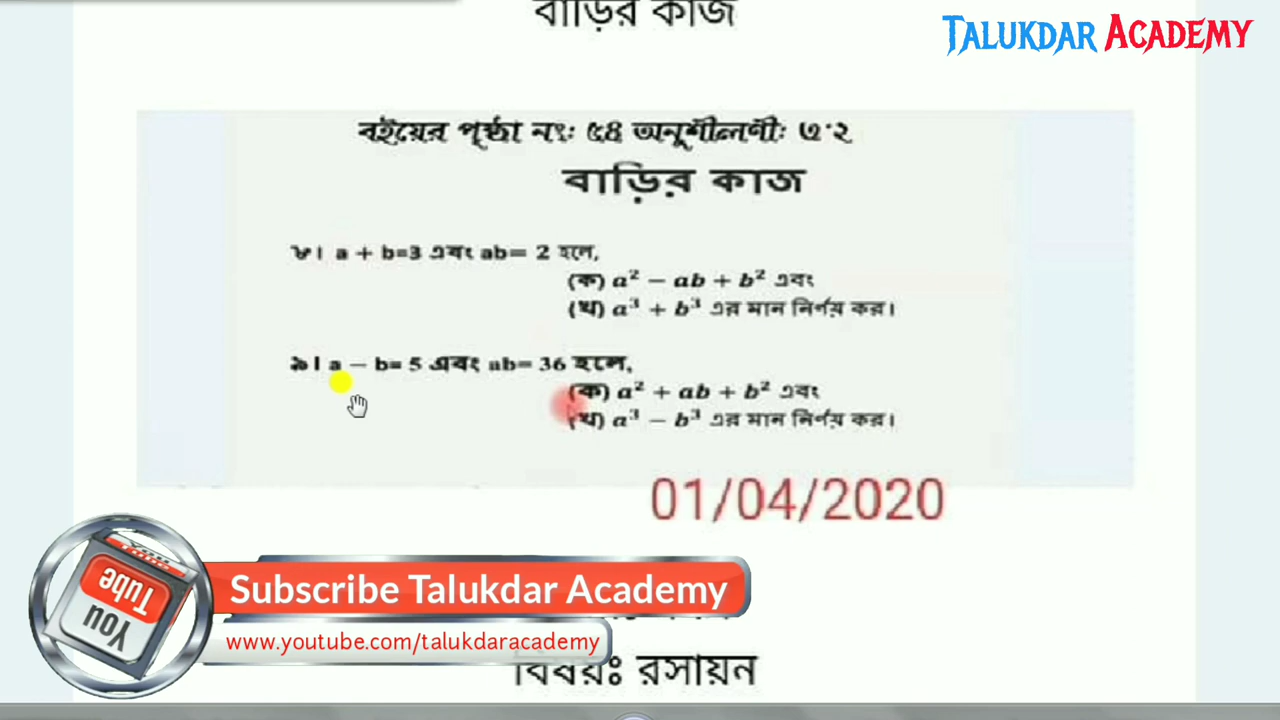 বাড়ির কাজ
TALUKDAR ACADEMY
বইয়ের পৃষ্ঠা নং: ৫৪ অনুশীলণী: ৩.২
বাড়ির কাজ
৮। a + b=3 এবং ab= 2 হলে,
(ক) a² − ab + b² এবং
(খ) a³ + b³ এর মান নির্ণয় কর।
৯। a − b= 5 এবং ab= 36 হলে,
(ক) a² + ab + b² এবং
(খ) a³ − b³ এর মান নির্ণয় কর।
01/04/2020
You Tube
Subscribe Talukdar Academy
www.youtube.com/talukdaracademy
বিষয়ঃ রসায়ন